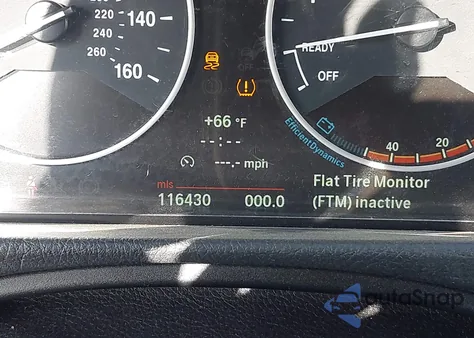 220 140
240
260 160
READY
OFF
+66 °F
--:--
---.- mph
EfficientDynamics
40 20
mls
116430 000.0
Flat Tire Monitor
(FTM) inactive
autoSnap